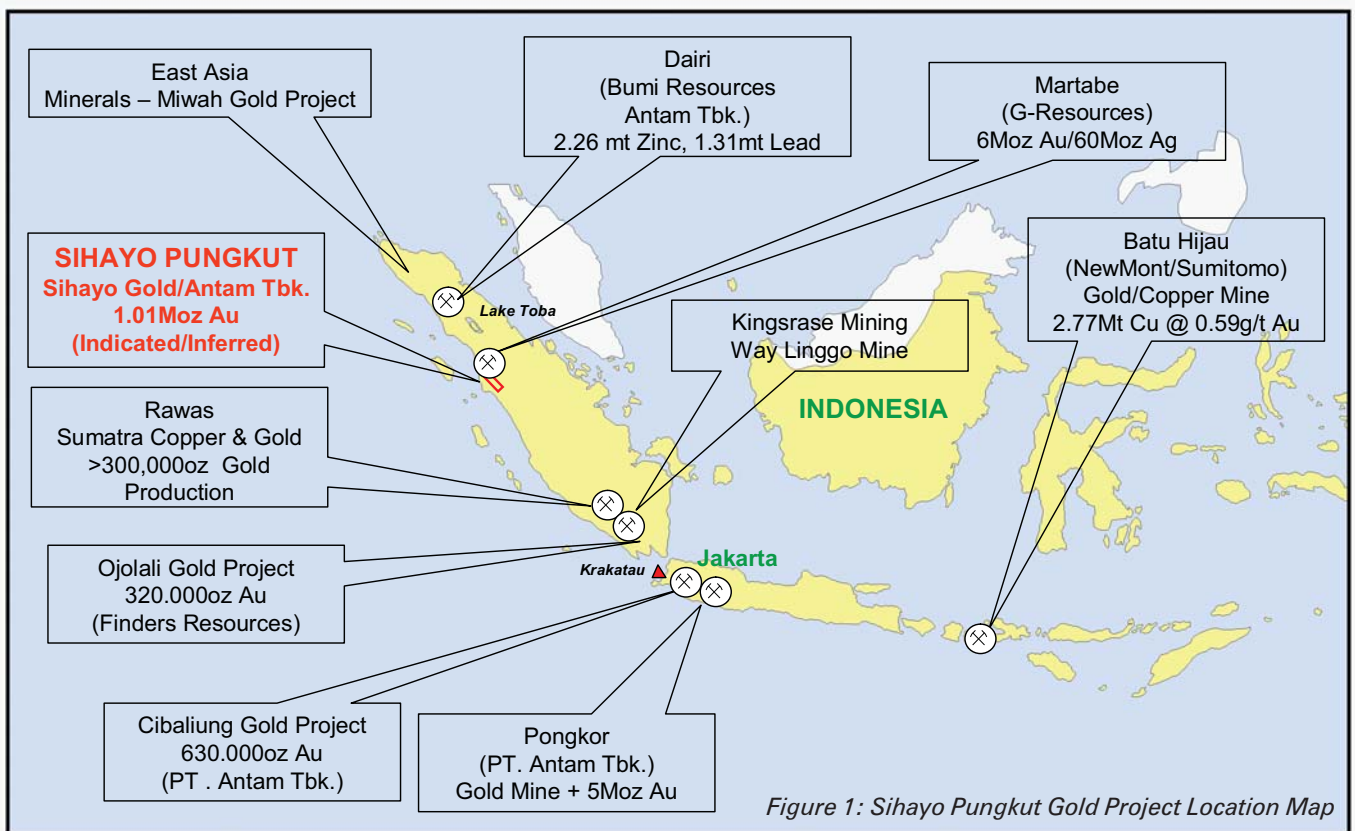 East Asia
Minerals – Miwah Gold Project
Dairi
(Bumi Resources
Antam Tbk.)
2.26 mt Zinc, 1.31mt Lead
Martabe
(G-Resources)
6Moz Au/60Moz Ag
SIHAYO PUNGKUT
Sihayo Gold/Antam Tbk.
1.01Moz Au
(Indicated/Inferred)
Lake Toba
Kingsrase Mining
Way Linggo Mine
Batu Hijau
(NewMont/Sumitomo)
Gold/Copper Mine
2.77Mt Cu @ 0.59g/t Au
INDONESIA
Rawas
Sumatra Copper & Gold
>300,000oz Gold
Production
Ojolali Gold Project
320.000oz Au
(Finders Resources)
Krakatau
Jakarta
Cibaliung Gold Project
630.000oz Au
(PT . Antam Tbk.)
Pongkor
(PT. Antam Tbk.)
Gold Mine + 5Moz Au
Figure 1: Sihayo Pungkut Gold Project Location Map